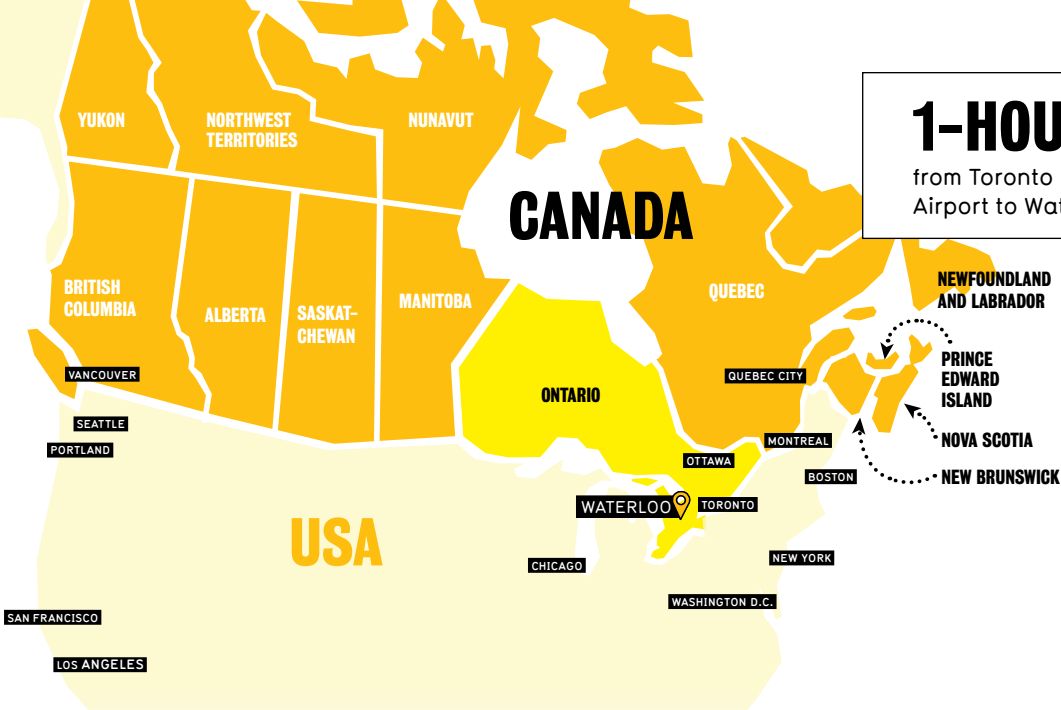 YUKON
NORTHWEST
TERRITORIES
NUNAVUT
1-HOU
from Toronto
Airport to Wat
CANADA
BRITISH
COLUMBIA
ALBERTA
SASKAT-
CHEWAN
MANITOBA
QUEBEC
NEWFOUNDLAND
AND LABRADOR
PRINCE
EDWARD
ISLAND
NOVA SCOTIA
NEW BRUNSWICK
VANCOUVER
SEATTLE
PORTLAND
ONTARIO
QUEBEC CITY
MONTREAL
OTTAWA
BOSTON
WATERLOO
TORONTO
USA
CHICAGO
NEW YORK
WASHINGTON D.C.
SAN FRANCISCO
LOS ANGELES